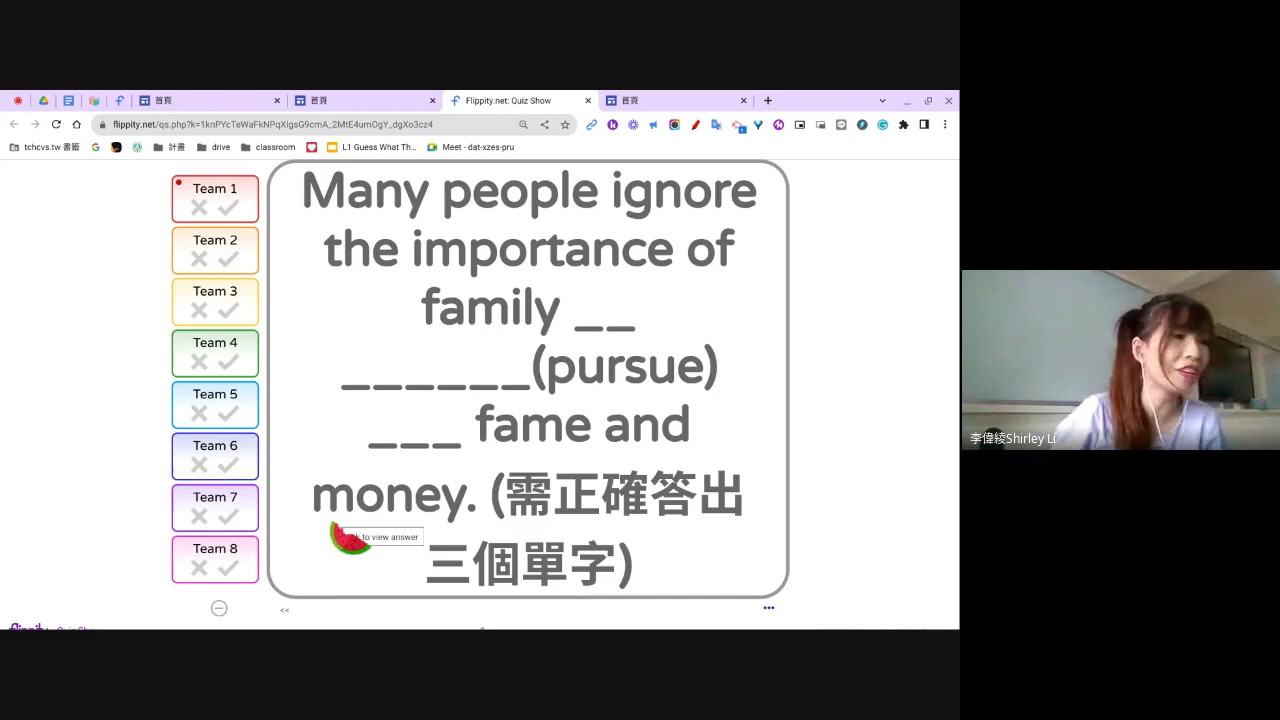 首頁
首頁
Flippity.net: Quiz Show
首頁
flippity.net/qs.php?k=1knPYcTeWaFkNPqXIgsG9cmA_2MtE4umOgY_dgXo3cz4
tchcvs.tw 書籤
計畫
drive
classroom
L1 Guess What Th...
Meet - dat-xzes-pru
Team 1
Team 2
Team 3
Team 4
Team 5
Team 6
Team 7
Team 8
Many people ignore
the importance of
family __
______(pursue)
___ fame and
money. (需正確答出
to view answer
三個單字)
<<
李偉綾Shirley Li